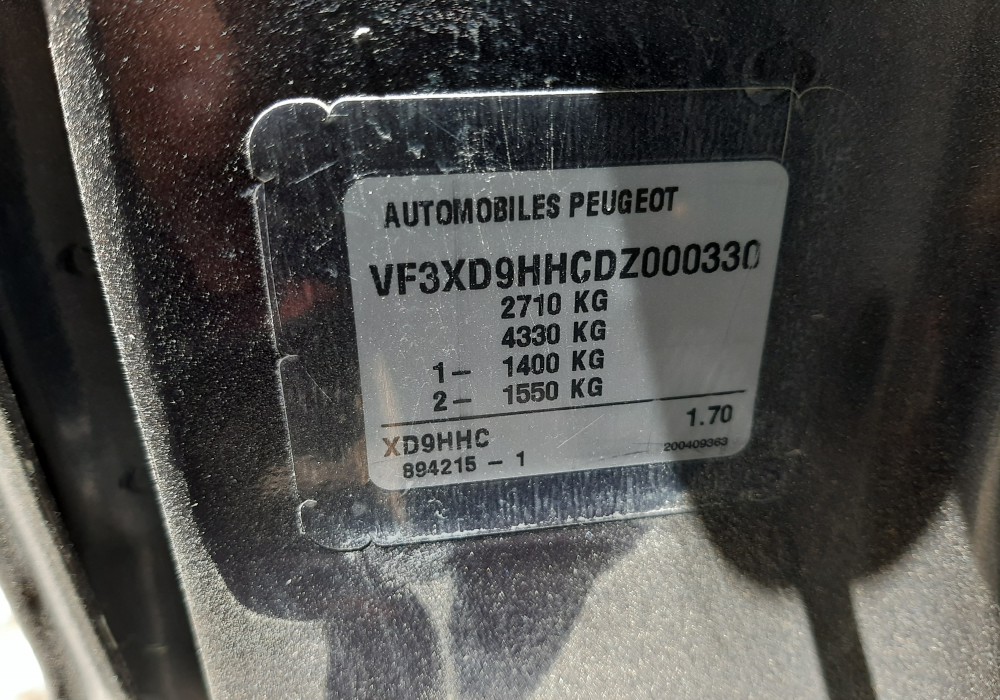 AUTOMOBILES PEUGEOT
VF3XD9HHCDZ000330
2710 KG
4330 KG
1- 1400 KG
2- 1550 KG
XD9HHC 1.70
894215 - 1 200409363